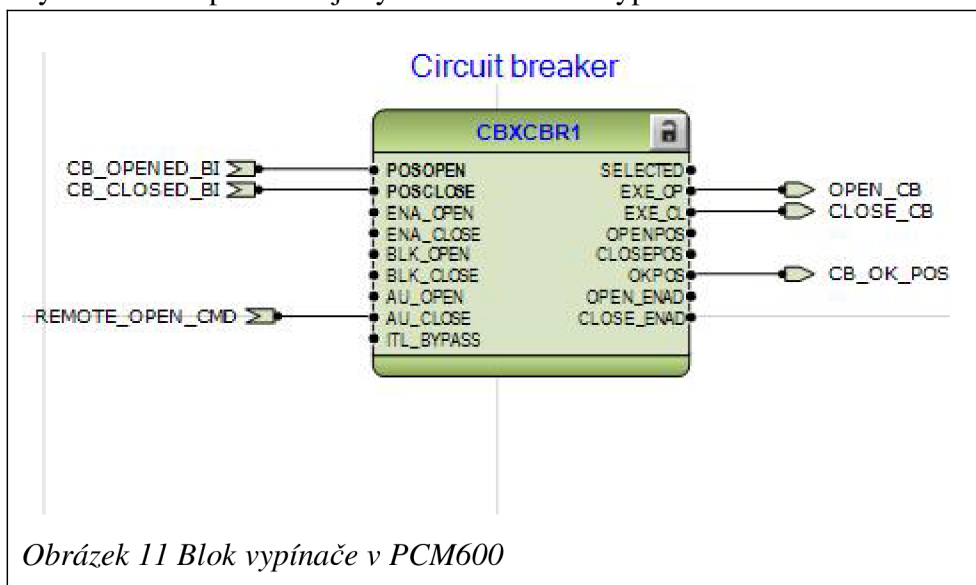 Circuit breaker
CBXCBR1
CB_OPENED_BI
CB_CLOSED_BI
REMOTE_OPEN_CMD
POSOPEN
POSCLOSE
ENA_OPEN
ENA_CLOSE
BLK_OPEN
BLK_CLOSE
AU_OPEN
AU_CLOSE
ITL_BYPASS
SELECTED
EXE_OP
EXE_CL
OPENPOS
CLOSEPOS
OKPOS
OPEN_ENAD
CLOSE_ENAD
OPEN_CB
CLOSE_CB
CB_OK_POS
Obrázek 11 Blok vypínače v PCM600